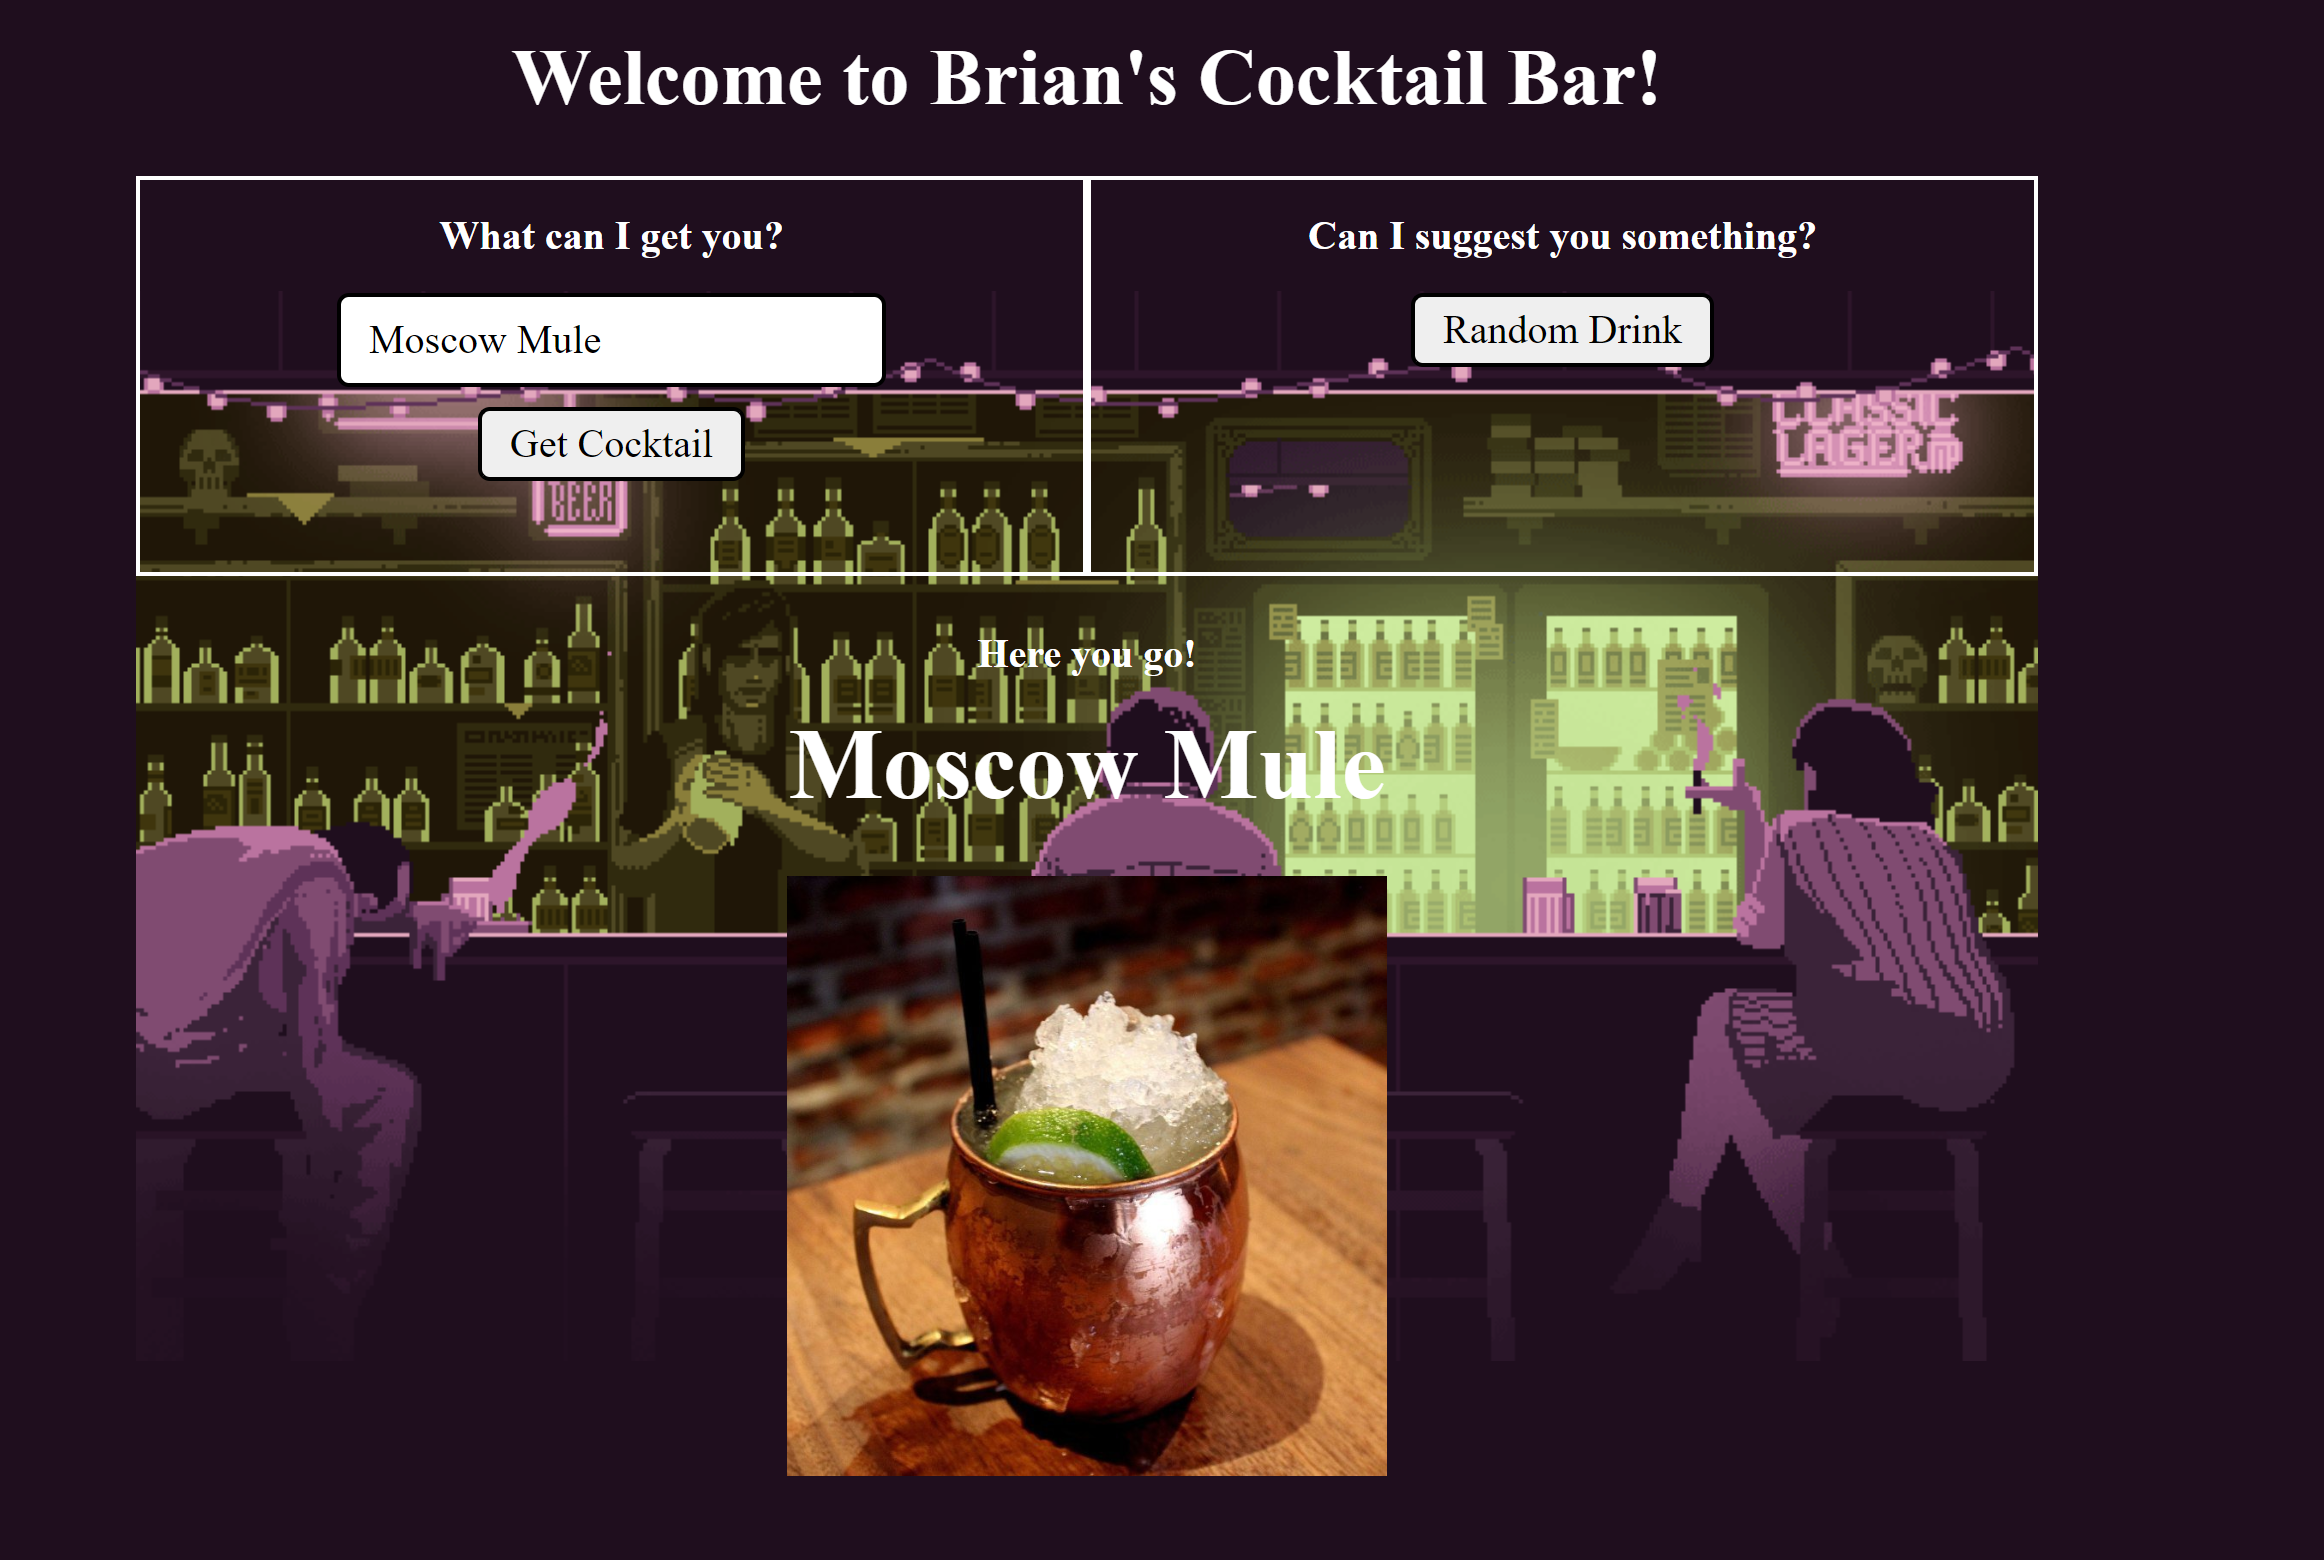 Welcome to Brian's Cocktail Bar!
What can I get you?
Can I suggest you something?
Moscow Mule
Random Drink
Get Cocktail
CLASSIC
LAGER
BEER
Here you go!
Moscow Mule